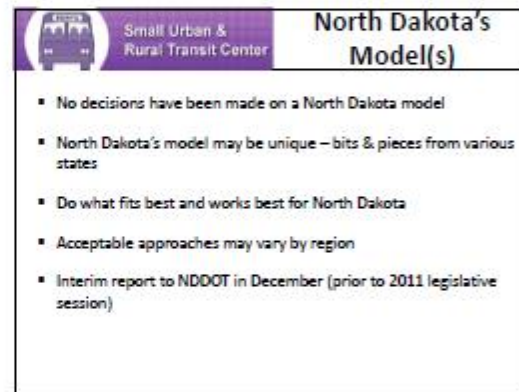 Small Urban &
Rural Transit Center
North Dakota's
Model(s)
▪ No decisions have been made on a North Dakota model
▪ North Dakota's model may be unique – bits & pieces from various
states
▪ Do what fits best and works best for North Dakota
▪ Acceptable approaches may vary by region
▪ Interim report to NDDOT in December (prior to 2011 legislative
session)